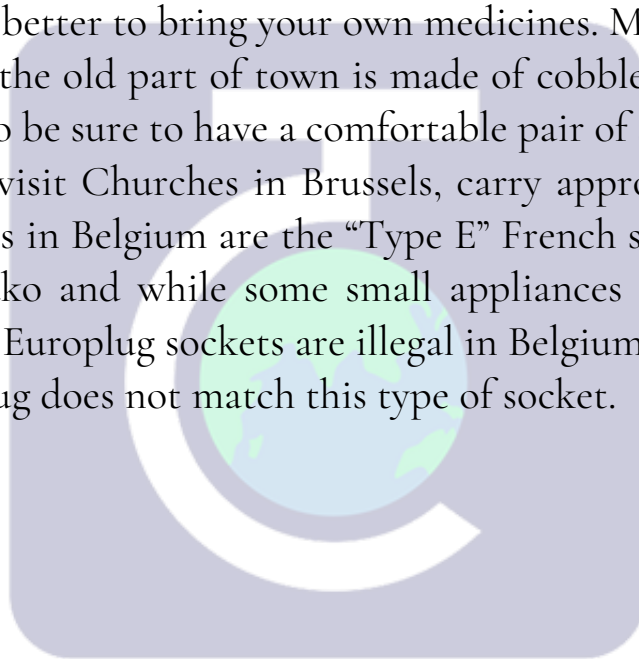 better to bring your own medicines. M
the old part of town is made of cobble
o be sure to have a comfortable pair of
visit Churches in Brussels, carry appro
s in Belgium are the “Type E” French s
ko and while some small appliances
Europlug sockets are illegal in Belgium
ug does not match this type of socket.